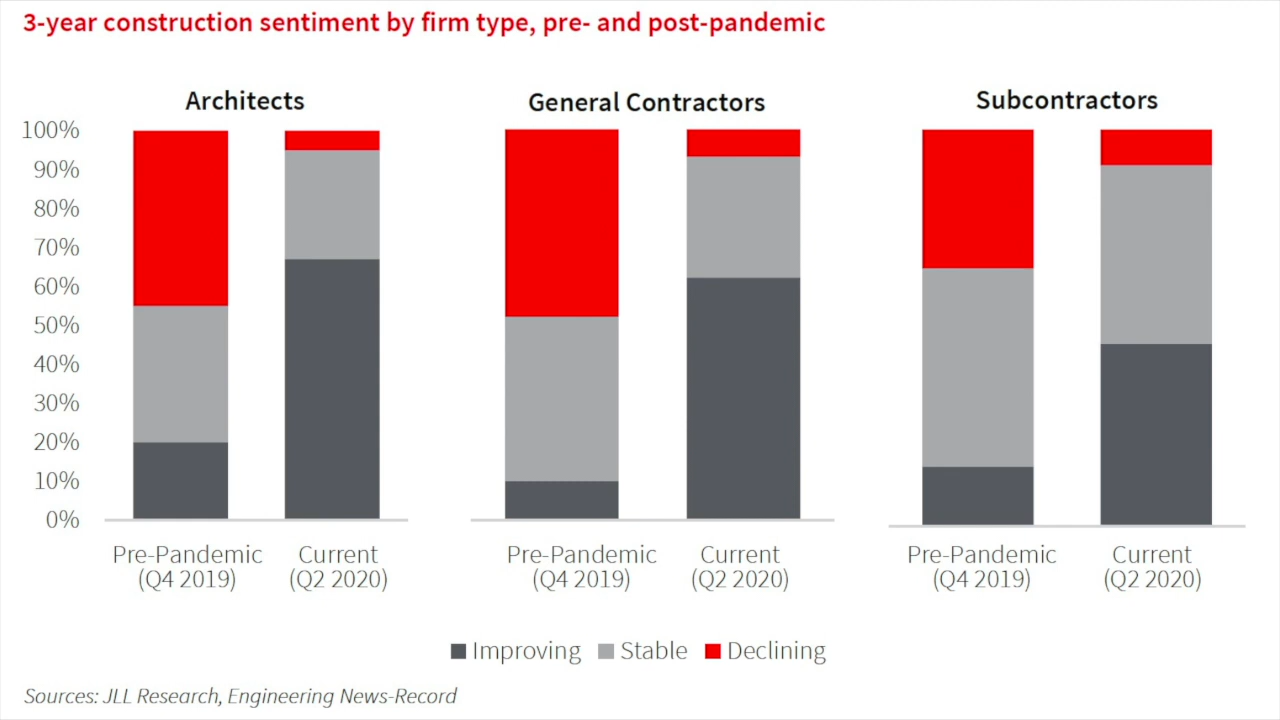 3-year construction sentiment by firm type, pre- and post-pandemic
Architects
General Contractors
Subcontractors
100%
90%
80%
70%
60%
50%
40%
30%
20%
10%
0%
Pre-Pandemic
(Q4 2019)
Current
(Q2 2020)
Pre-Pandemic
(Q4 2019)
Current
(Q2 2020)
Pre-Pandemic
(Q4 2019)
Current
(Q2 2020)
Improving Stable Declining
Sources: JLL Research, Engineering News-Record